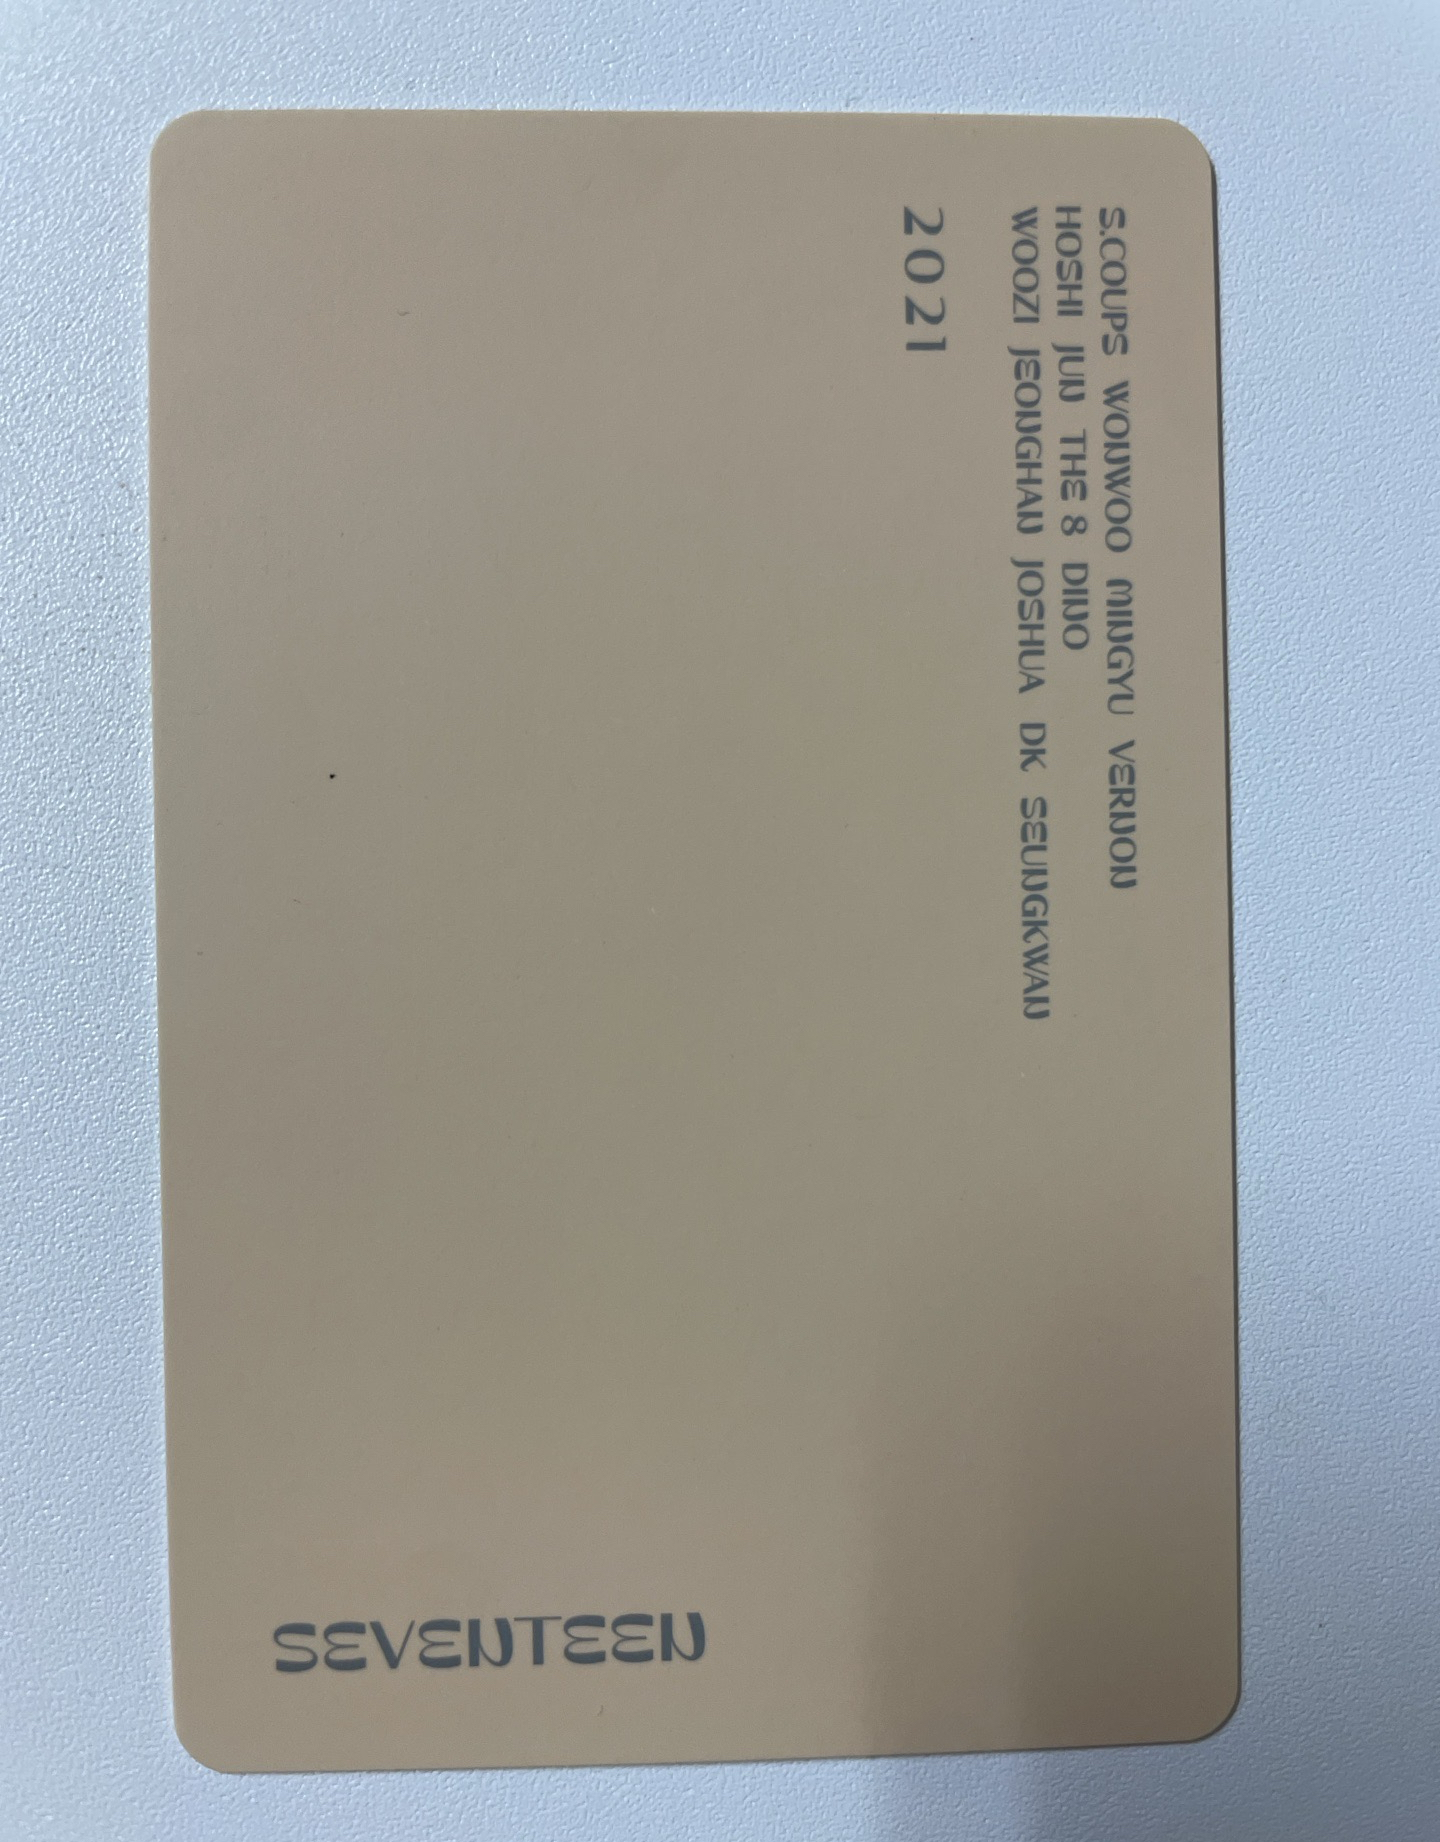 S.COUPS WONWOO MINGYU VERNON
HOSHI JUN THE 8 DINO
WOOZI JEONGHAN JOSHUA DK SEUNGKWAN
2021
SEVENTEEN